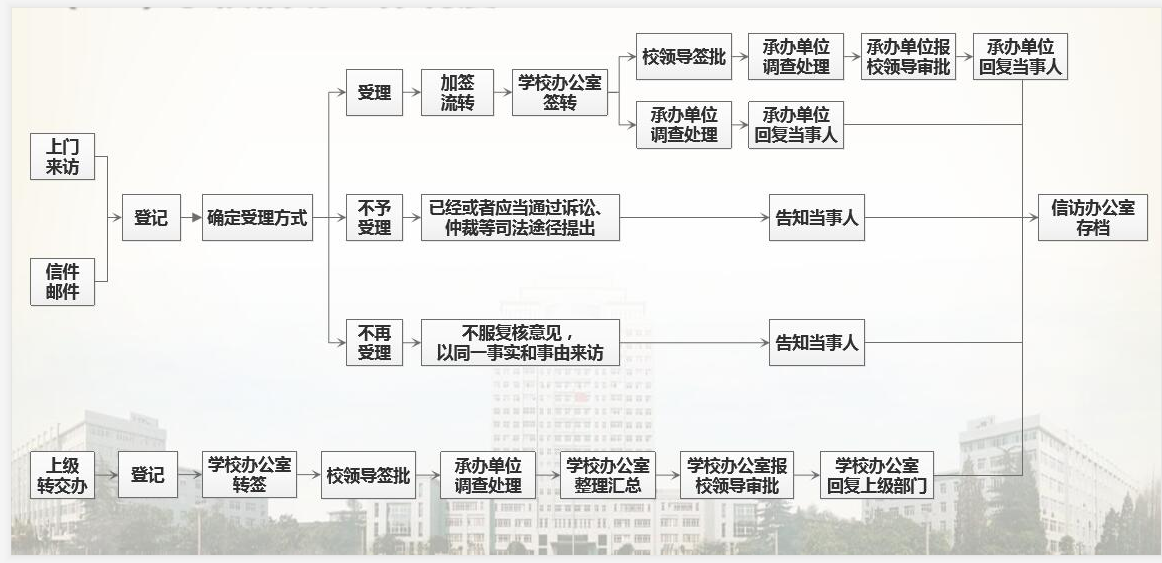 校领导签批
承办单位
调查处理
承办单位报
校领导审批
承办单位
回复当事人
受理
加签
流转
学校办公室
签转
承办单位
调查处理
承办单位
回复当事人
上门
来访
登记
确定受理方式
不予
受理
已经或者应当通过诉讼、
仲裁等司法途径提出
告知当事人
信访办公室
存档
信件
邮件
不再
受理
不服复核意见，
以同一事实和事由来访
告知当事人
上级
转交办
登记
学校办公室
转签
校领导签批
承办单位
调查处理
学校办公室
整理汇总
学校办公室报
校领导审批
学校办公室
回复上级部门